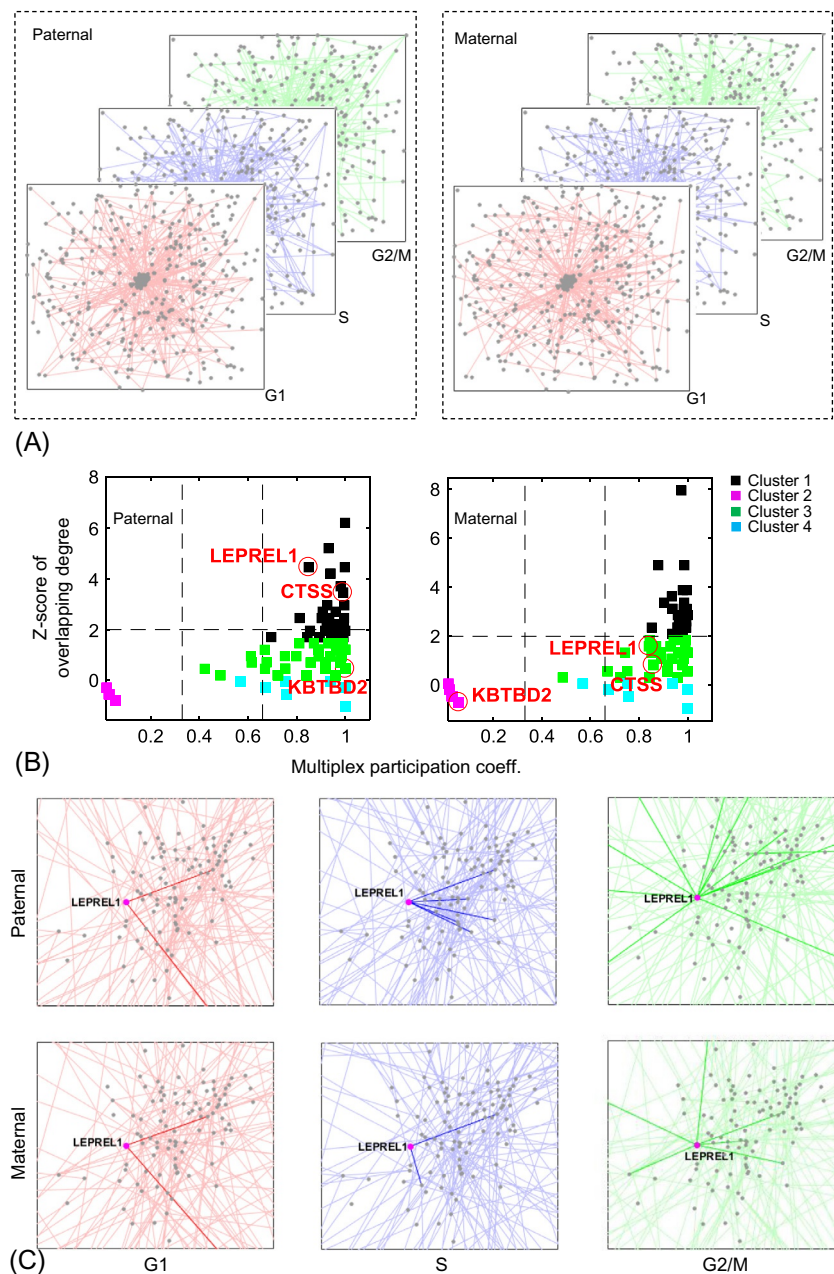 Paternal
G2/M
S
G1
Maternal
G2/M
S
G1
(A)
8
6
4
2
0
Z-score of
overlapping degree
Paternal
LEPREL1
CTSS
KBTBD2
0.2 0.4 0.6 0.8 1
8
6
4
2
0
Maternal
LEPREL1
CTSS
KBTBD2
0.2 0.4 0.6 0.8 1
Cluster 1
Cluster 2
Cluster 3
Cluster 4
(B)
Multiplex participation coeff.
Paternal
LEPREL1
LEPREL1
LEPREL1
Maternal
LEPREL1
LEPREL1
LEPREL1
(C)
G1
S
G2/M